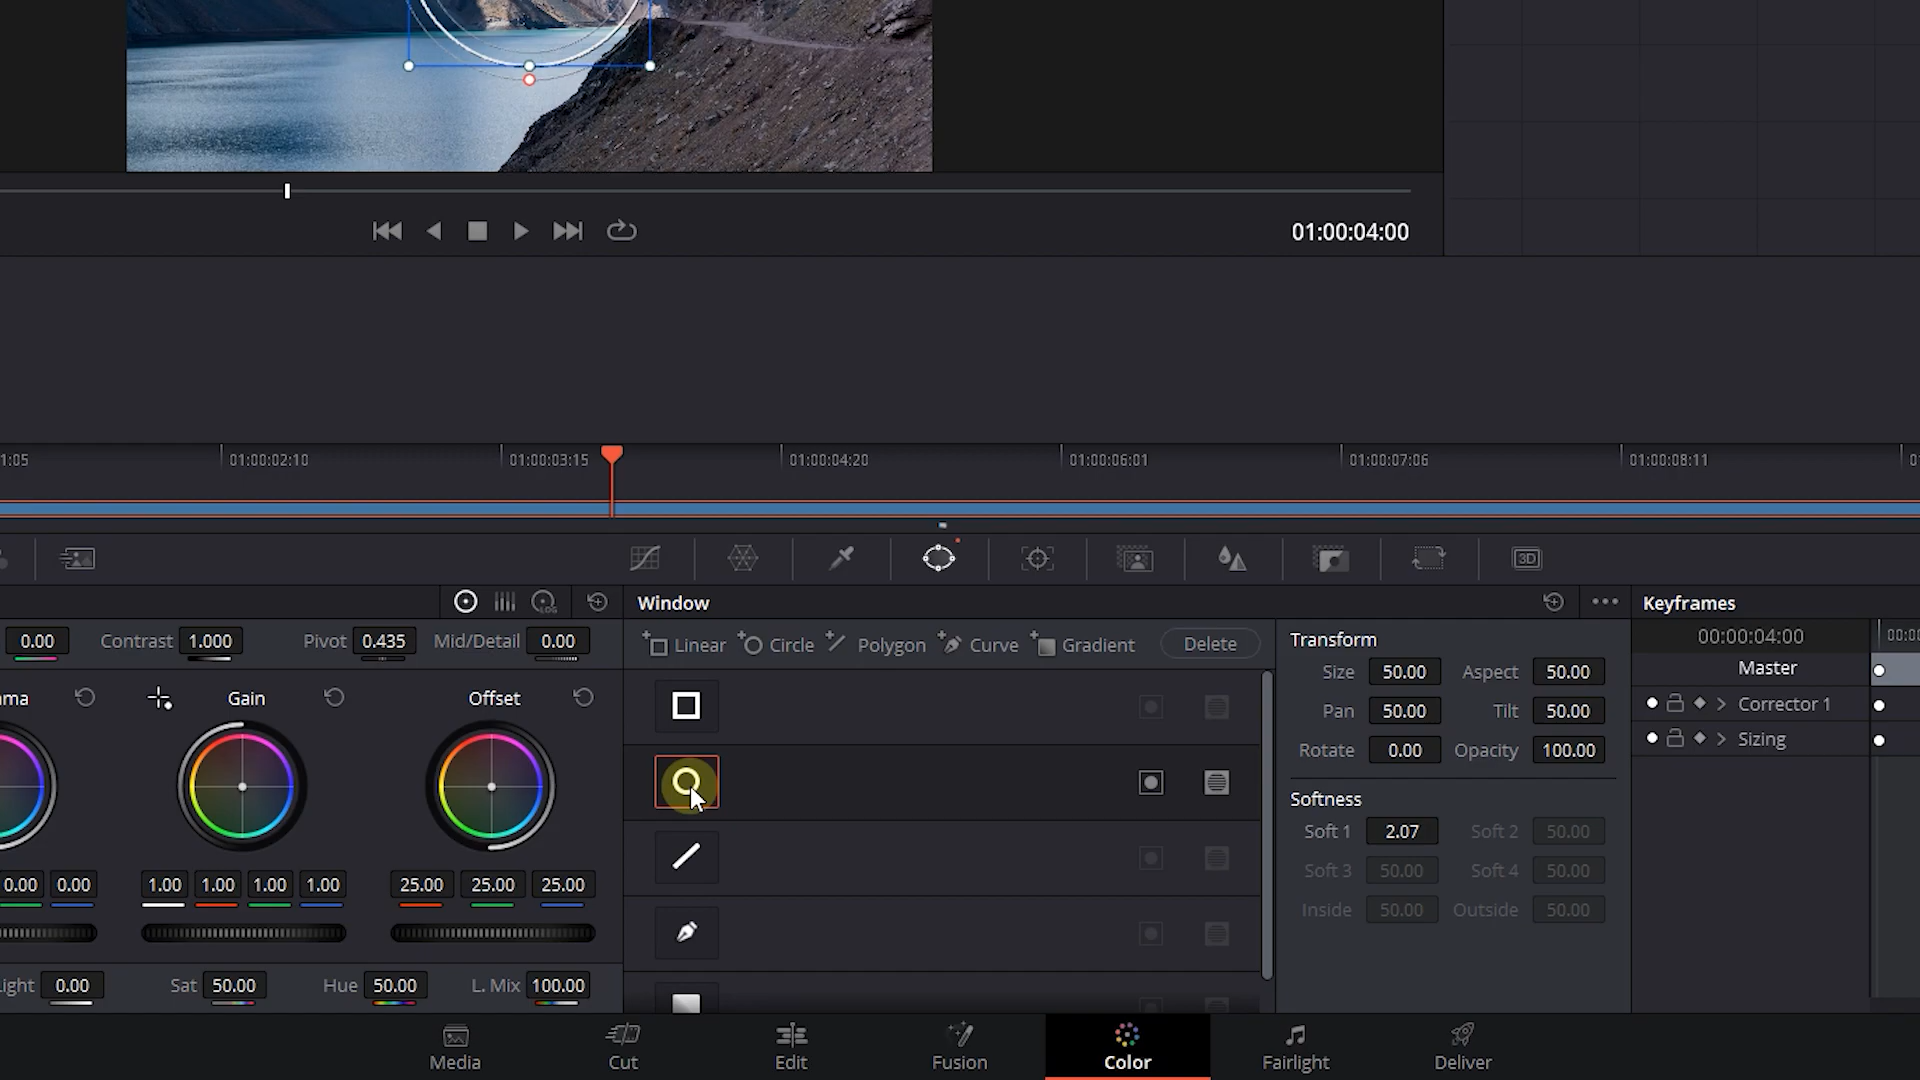 01:00:04:00
1:05 01:00:02:10 01:00:03:15 01:00:04:20 01:00:06:01 01:00:07:06 01:00:08:11
3D
LOG Window Keyframes
0.00 Contrast 1.000 Pivot 0.435 Mid/Detail 0.00
Linear Circle Polygon Curve Gradient Delete
Transform
00:00:04:00
Size 50.00 Aspect 50.00
Master
ma Gain Offset
Pan 50.00 Tilt 50.00
Corrector 1
Rotate 0.00 Opacity 100.00
Sizing
Softness
Soft 1 2.07 Soft 2 50.00
Soft 3 50.00 Soft 4 50.00
0.00 0.00 1.00 1.00 1.00 1.00 25.00 25.00 25.00
Inside 50.00 Outside 50.00
ight 0.00 Sat 50.00 Hue 50.00 L. Mix 100.00
Media Cut Edit Fusion Color Fairlight Deliver